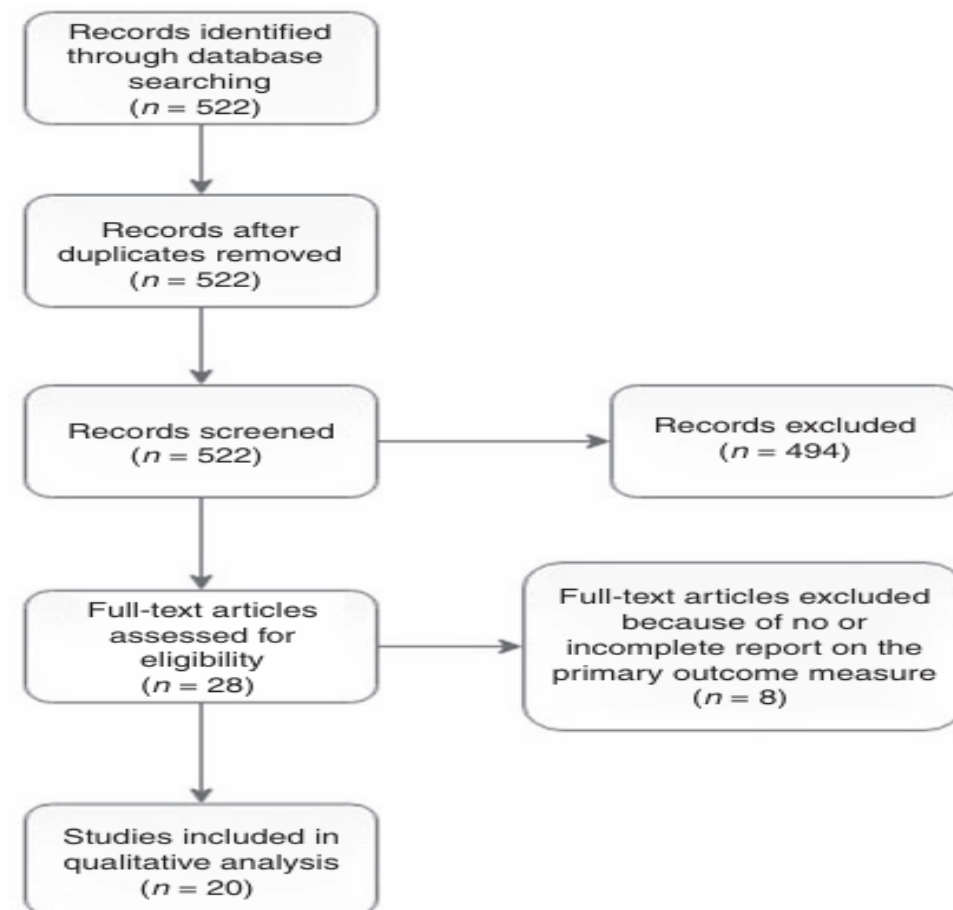 Records identified
through database
searching
(n = 522)
Records after
duplicates removed
(n = 522)
Records screened
(n = 522)
Records excluded
(n = 494)
Full-text articles
assessed for
eligibility
(n = 28)
Full-text articles excluded
because of no or
incomplete report on the
primary outcome measure
(n = 8)
Studies included in
qualitative analysis
(n = 20)